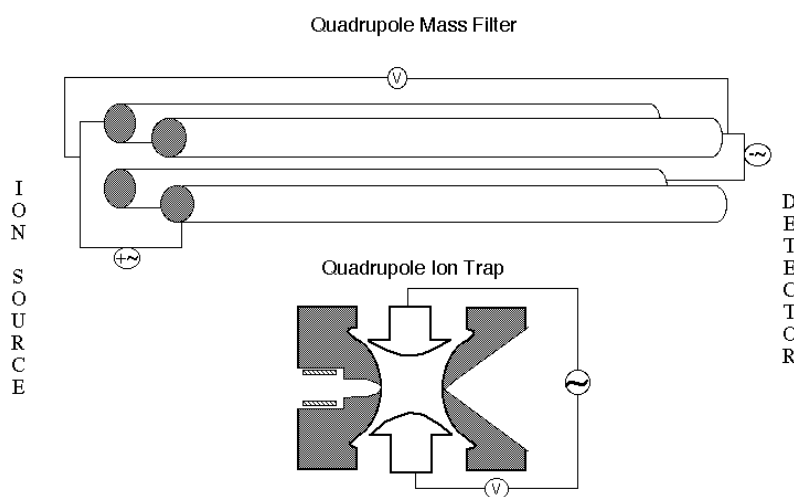 Quadrupole Mass Filter
V
-~
ION SOURCE
DETECTOR
+~
Quadrupole Ion Trap
~
V